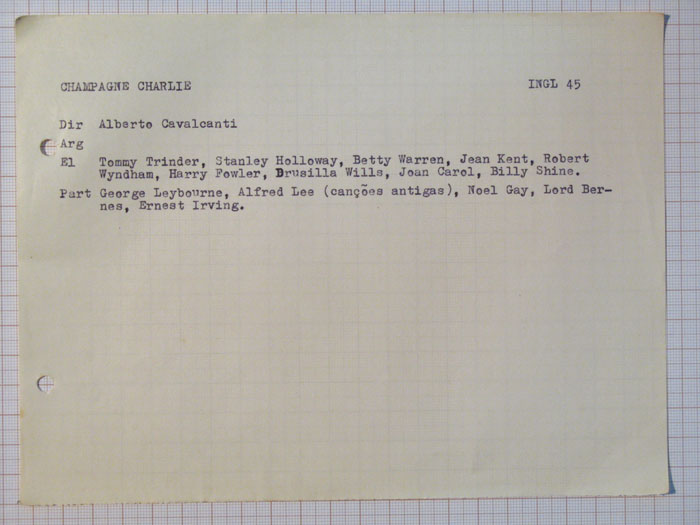 CHAMPAGNE CHARLIE INGL 45
Dir Alberto Cavalcanti
Arg
El Tommy Trinder, Stanley Holloway, Betty Warren, Jean Kent, Robert
Wyndham, Harry Fowler, Drusilla Wills, Joan Carol, Billy Shine.
Part George Leybourne, Alfred Lee (canções antigas), Noel Gay, Lord Ber-
nes, Ernest Irving.